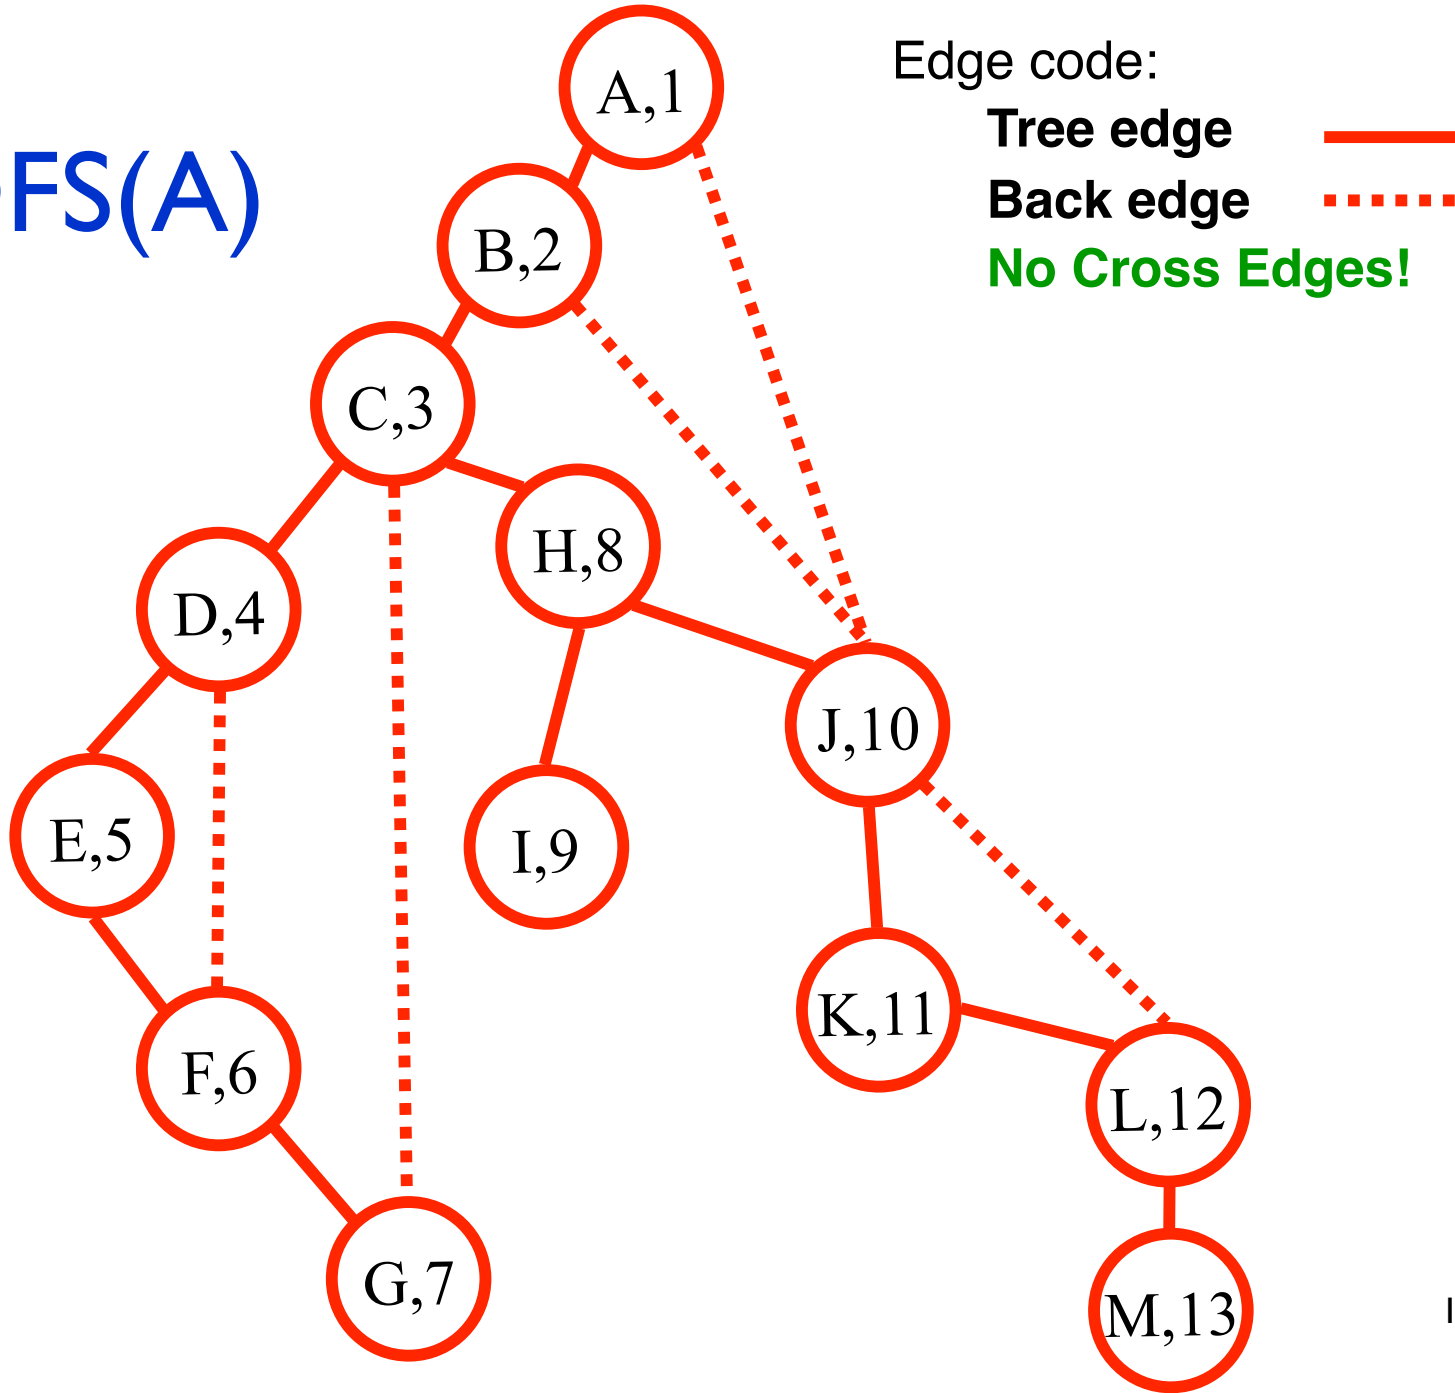 A,1
Edge code:
Tree edge
FS(A)
Back edge
B,2
No Cross Edges!
C,3
H,8
D,4
J,10
E,5
I,9
K,11
F,6
L,12
G,7
M,13